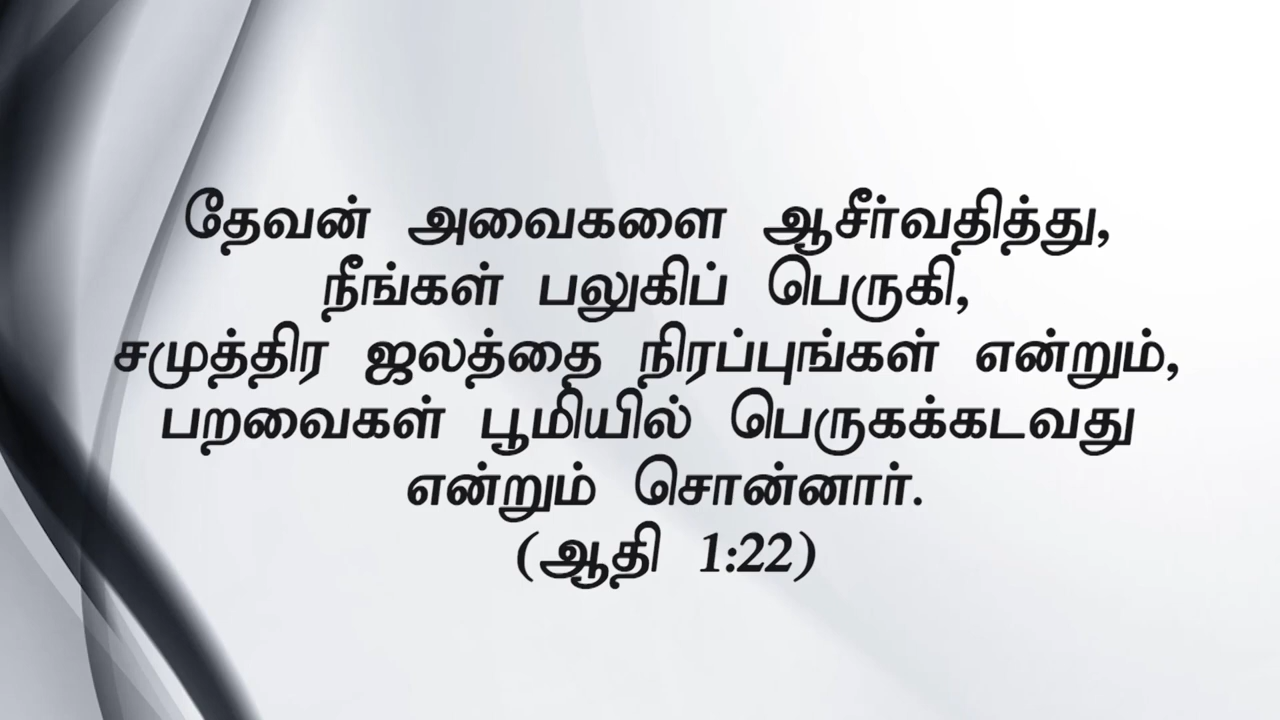 தேவன் அவைகளை ஆசீர்வதித்து,
நீங்கள் பலுகிப் பெருகி,
சமுத்திர ஜலத்தை நிரப்புங்கள் என்றும்,
பறவைகள் பூமியில் பெருகக்கடவது
என்றும் சொன்னார்.
(ஆதி 1:22)